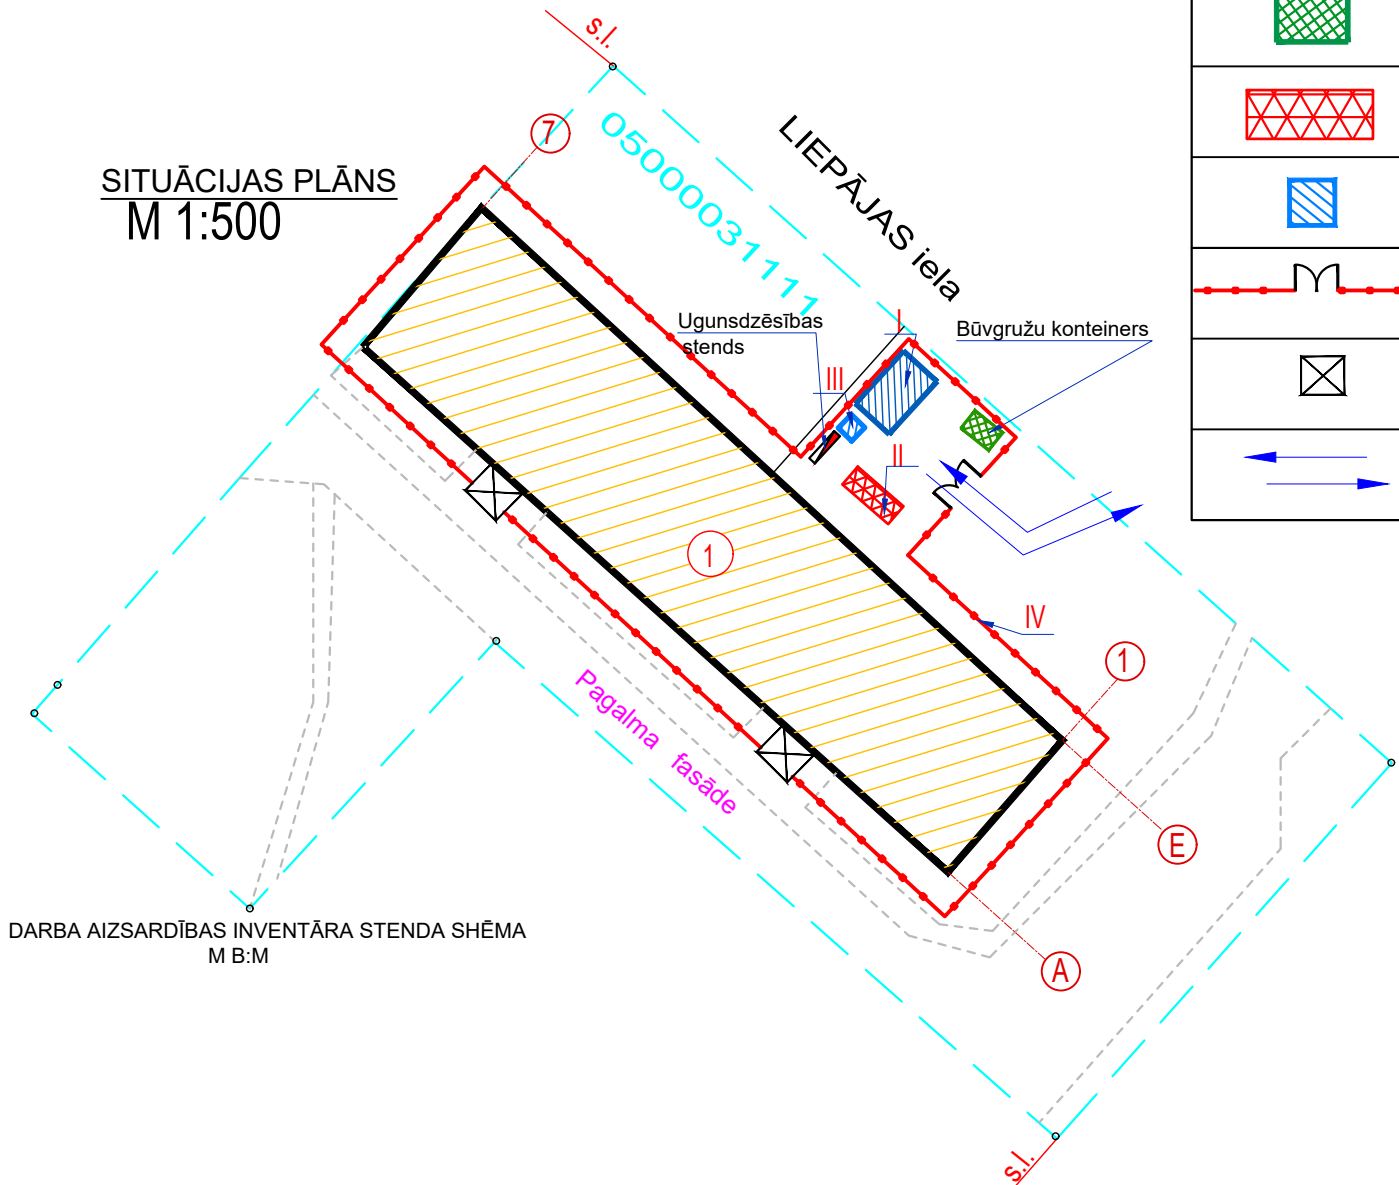 s.l.
7
05000031111
LIEPĀJAS iela
SITUĀCIJAS PLĀNS
M 1:500
Ugunsdzēsības
stends
I
Būvgružu konteiners
III
II
1
IV
1
Pagalma fasāde
E
A
DARBA AIZSARDĪBAS INVENTĀRA STENDA SHĒMA
M B:M
s.l.